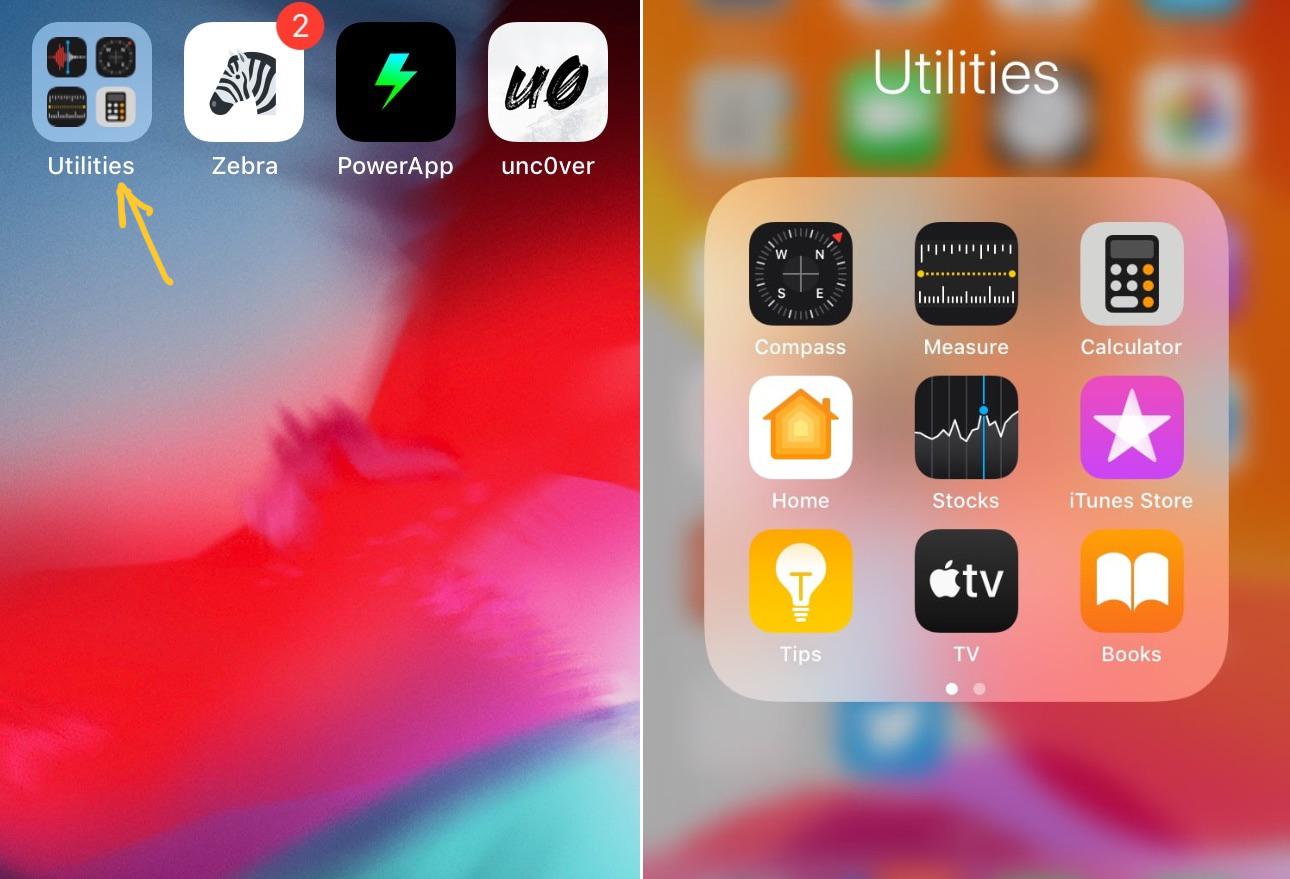 2
Utilities
Zebra
PowerApp
unc0ver
u0
Utilities
W N
S E
Compass
Measure
Calculator
Home
Stocks
iTunes Store
tv
Tips
TV
Books